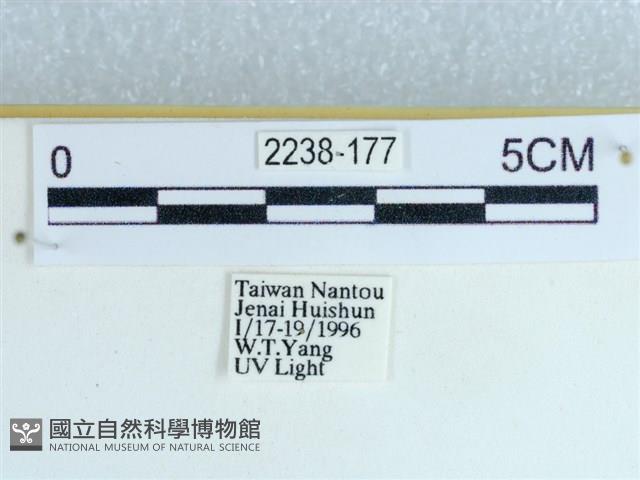 0 2238-177 5CM
Taiwan Nantou
Jenai Huishun
I/17-19/1996
W.T.Yang
UV Light
國立自然科學博物館
NATIONAL MUSEUM OF NATURAL SCIENCE